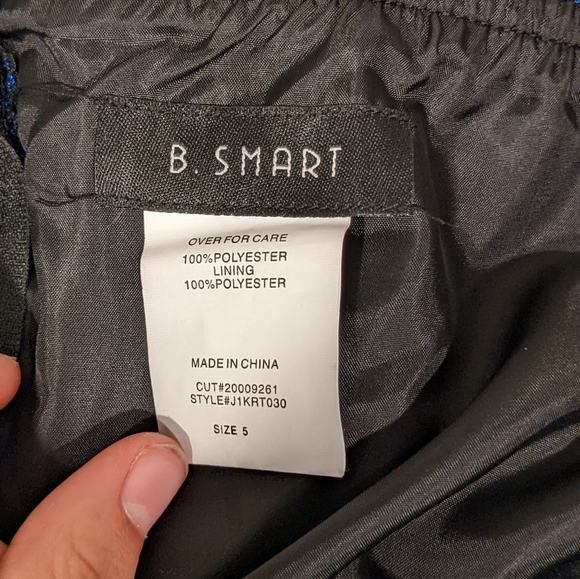 B. SMART
OVER FOR CARE
100%POLYESTER
LINING
100%POLYESTER
MADE IN CHINA
CUT#20009261
STYLE#J1KRT030
SIZE 5